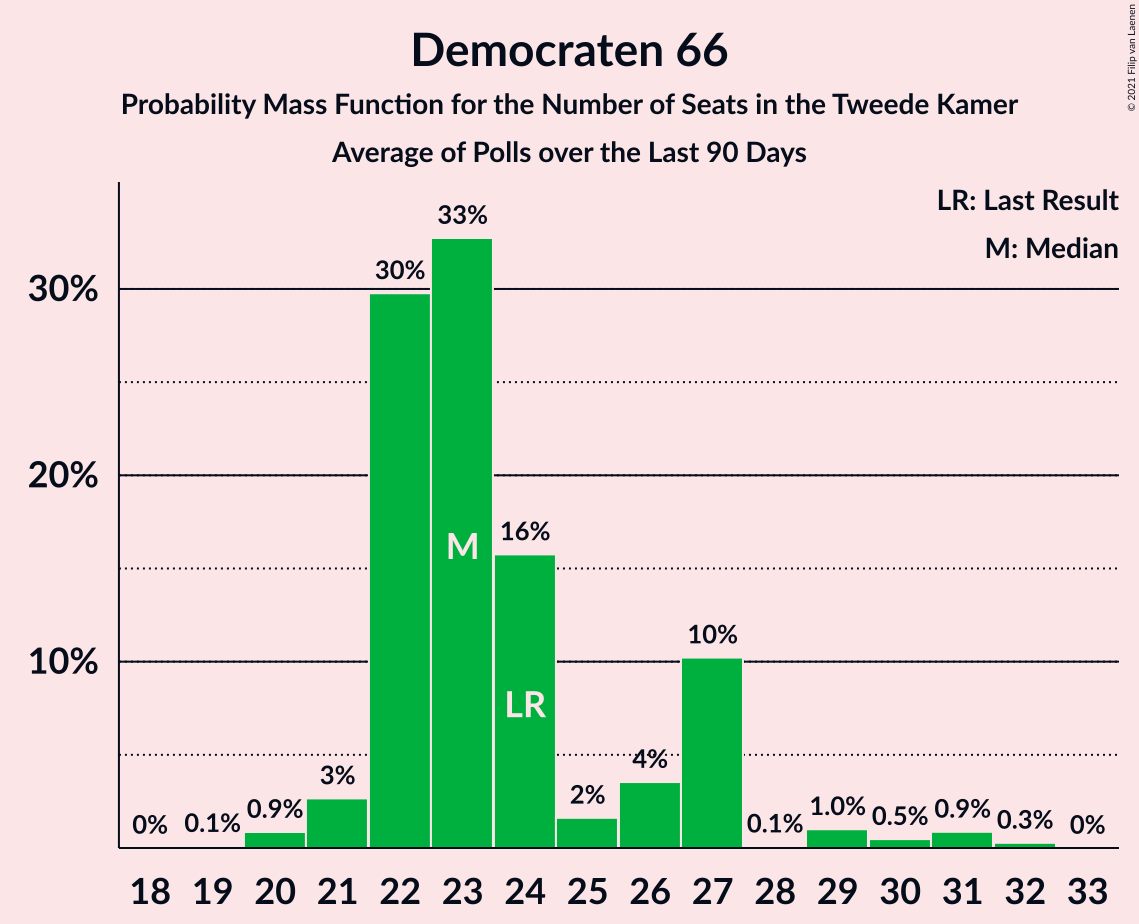 Democraten 66
Probability Mass Function for the Number of Seats in the Tweede Kamer
Average of Polls over the Last 90 Days
© 2021 Filip van Laenen
LR: Last Result
M: Median
30%
20%
10%
0%
0.1%
0.9%
3%
30%
33%
16%
2%
4%
10%
0.1%
1.0%
0.5%
0.9%
0.3%
0%
M
LR
18 19 20 21 22 23 24 25 26 27 28 29 30 31 32 33